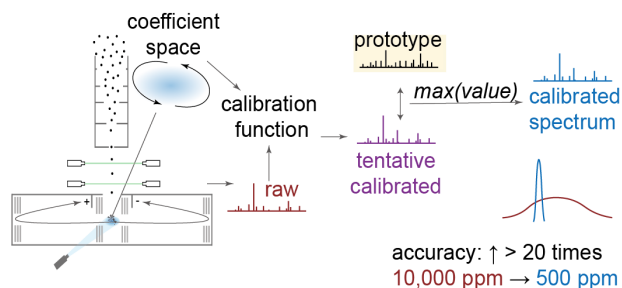 coefficient
space
prototype
calibration
function
max(value)
calibrated
spectrum
tentative
calibrated
raw
+
-
accuracy: ↑ > 20 times
10,000 ppm → 500 ppm